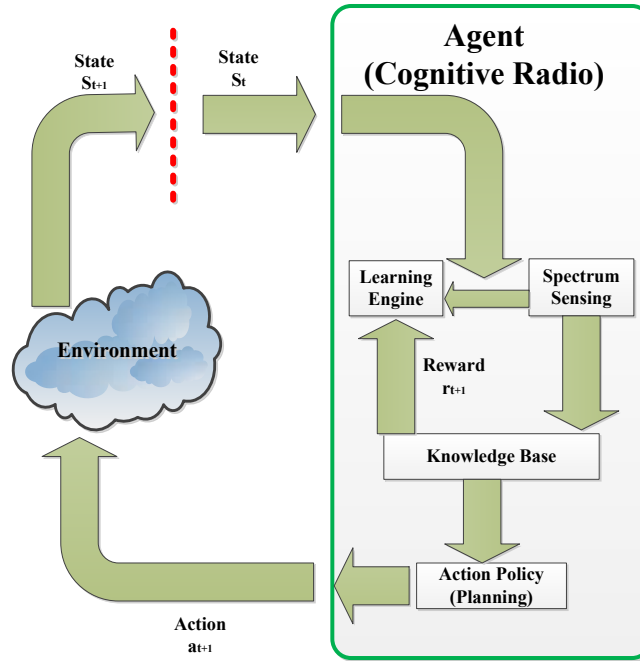 Agent
(Cognitive Radio)
State
St+1
State
St
Learning
Engine
Spectrum
Sensing
Environment
Reward
rt+1
Knowledge Base
Action Policy
(Planning)
Action
at+1